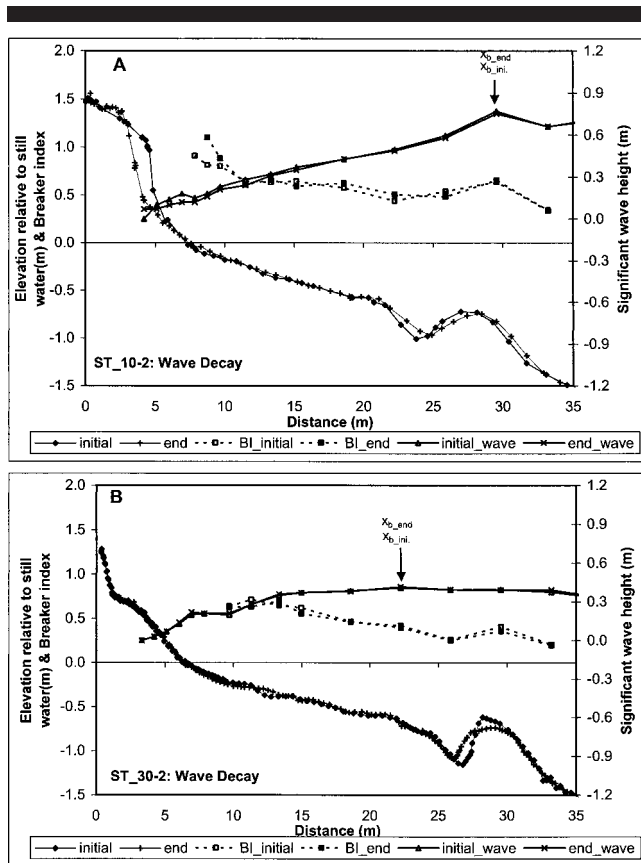 A
X_b_end
X_b_ini.
2.0
1.5
1.0
0.5
0.0
-0.5
-1.0
-1.5
Elevation relative to still
water(m) & Breaker index
1.2
0.9
0.6
0.3
0.0
-0.3
-0.6
-0.9
-1.2
Significant wave height (m)
ST_10-2: Wave Decay
0 5 10 15 20 25 30 35
Distance (m)
initial end BI_initial BI_end initial_wave end_wave
B
X_b_end
X_b_ini.
2.0
1.5
1.0
0.5
0.0
-0.5
-1.0
-1.5
Elevation relative to still
water(m) & Breaker index
1.2
0.9
0.6
0.3
0.0
-0.3
-0.6
-0.9
-1.2
Significant wave height (m)
ST_30-2: Wave Decay
0 5 10 15 20 25 30 35
Distance (m)
initial end BI_initial BI_end initial_wave end_wave